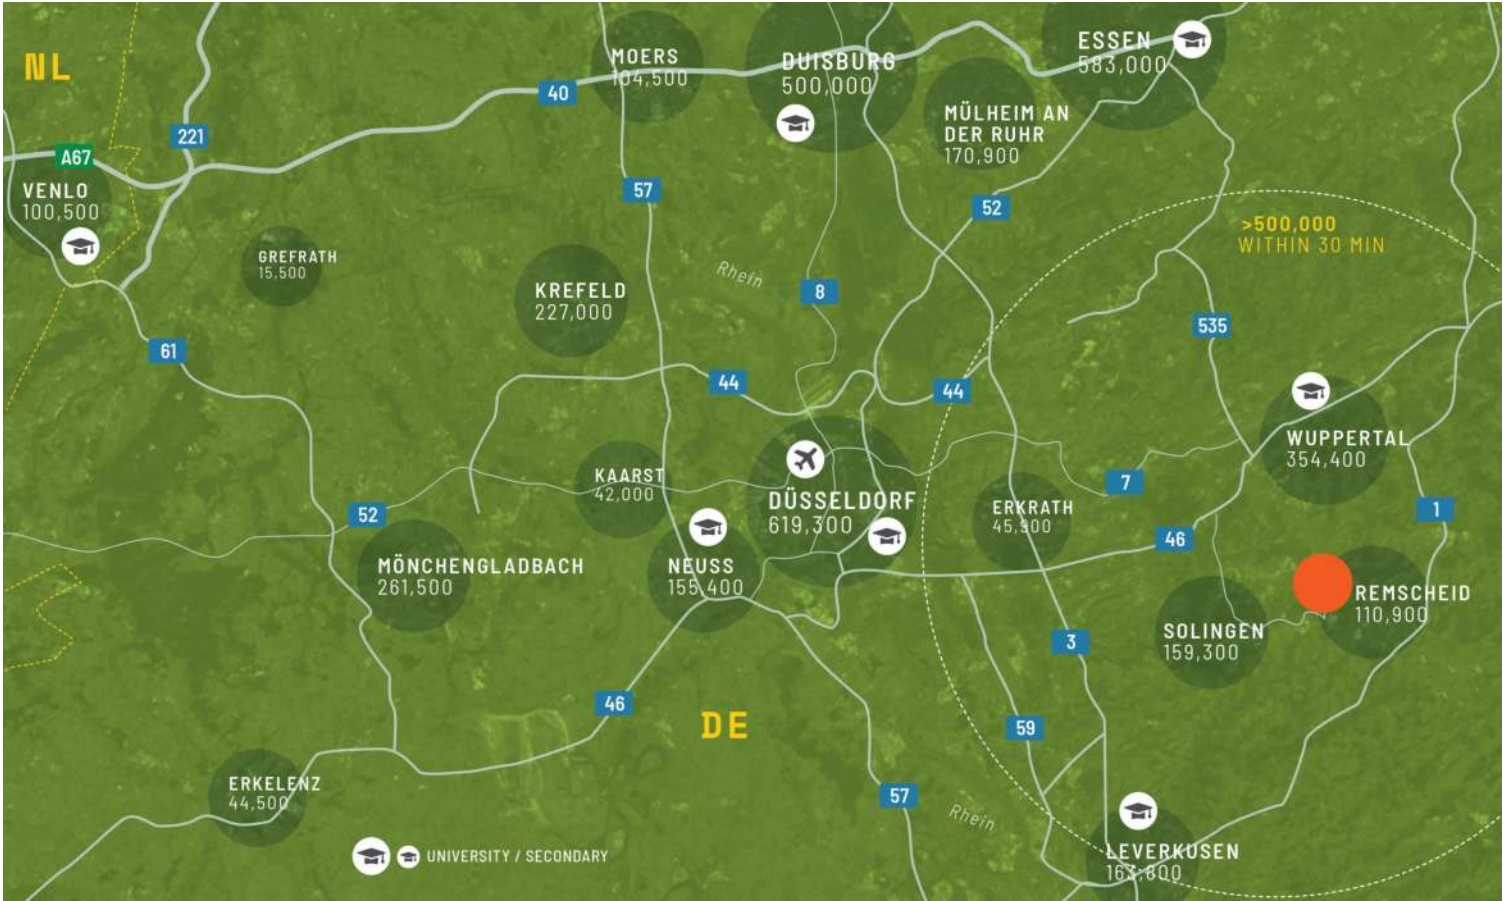 NL
MOERS
104,500
DUISBURG
500,000
ESSEN
583,000
40
MÜLHEIM AN
DER RUHR
170,900
221
A67
VENLO
100,500
57
52
>500,000
WITHIN 30 MIN
GREFRATH
15,500
Rhein
KREFELD
227,000
8
535
61
44
44
WUPPERTAL
354,400
KAARST
42,000
DÜSSELDORF
619,300
7
ERKRATH
45,900
1
52
46
MÖNCHENGLADBACH
261,500
NEUSS
155,400
REMSCHEID
110,900
SOLINGEN
159,300
3
46
DE
59
ERKELENZ
44,500
57
Rhein
LEVERKUSEN
163,800
UNIVERSITY / SECONDARY